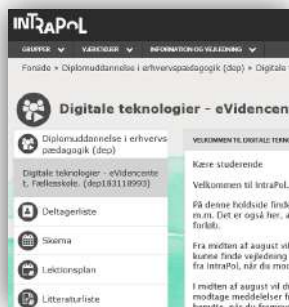 INTRAPOL
GRUPPER VÆRKTØJER INFORMATION OG VEJLEDNING
Forside » Diplomuddannelse i erhvervspædagogik (dep) » Digitale
Digitale teknologier - eVidencent
Diplomuddannelse i erhvervs
pædagogik (dep)
Digitale teknologier - eVidencente
t. Fællesskole. (dep183118993)
Deltagerliste
Skema
Lektionsplan
Litteraturliste
VELKOMMEN TIL DIGITALE TEKNO
Kære studerende
Velkommen til IntraPol.
På denne holdside finde
m.m. Det er også her, a
forløb.
Fra midten af august vil
kunne finde vejledning
fra IntraPol, når du mod
I midten af august vil d
modtage meddelelser f